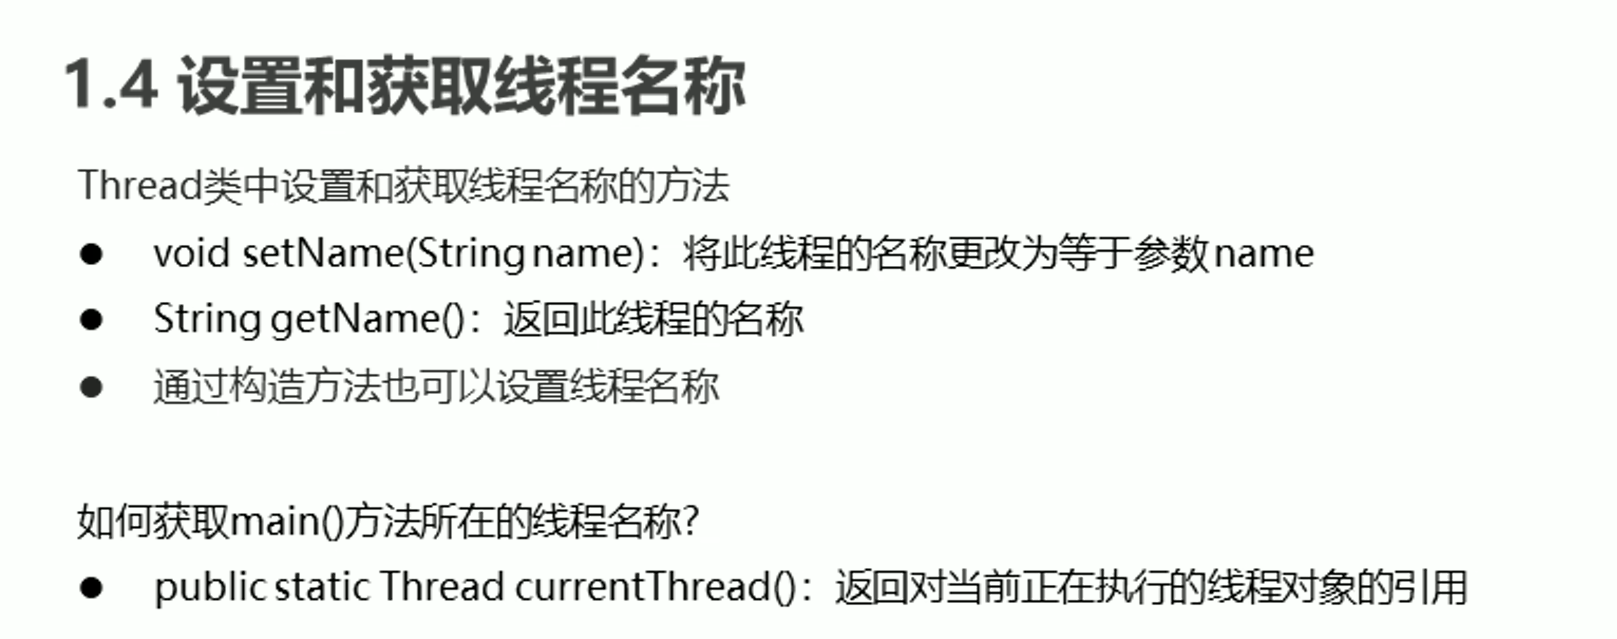 1.4 设置和获取线程名称
Thread类中设置和获取线程名称的方法
● void setName(String name)：将此线程的名称更改为等于参数name
● String getName()：返回此线程的名称
● 通过构造方法也可以设置线程名称
如何获取main()方法所在的线程名称?
● public static Thread currentThread()：返回对当前正在执行的线程对象的引用